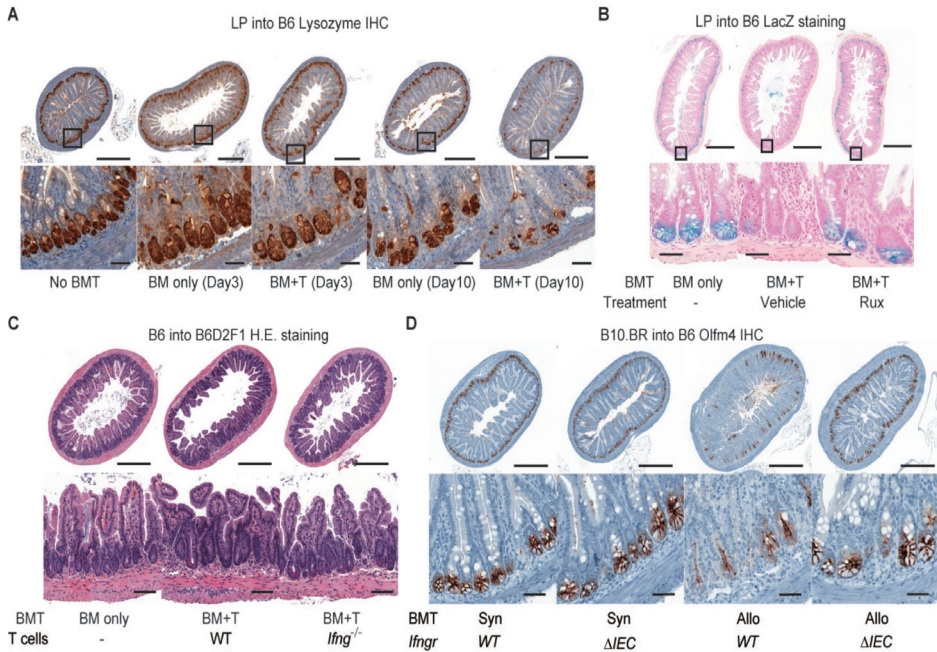 A
LP into B6 Lysozyme IHC
No BMT
BM only (Day3)
BM+T (Day3)
BM only (Day10)
BM+T (Day10)
B
LP into B6 LacZ staining
BMT BM only BM+T BM+T
Treatment - Vehicle Rux
C
B6 into B6D2F1 H.E. staining
BMT BM only BM+T BM+T
T cells - WT Ifng-/-
D
B10.BR into B6 Olfm4 IHC
BMT Syn Syn Allo Allo
Ifngr WT ΔIEC WT ΔIEC